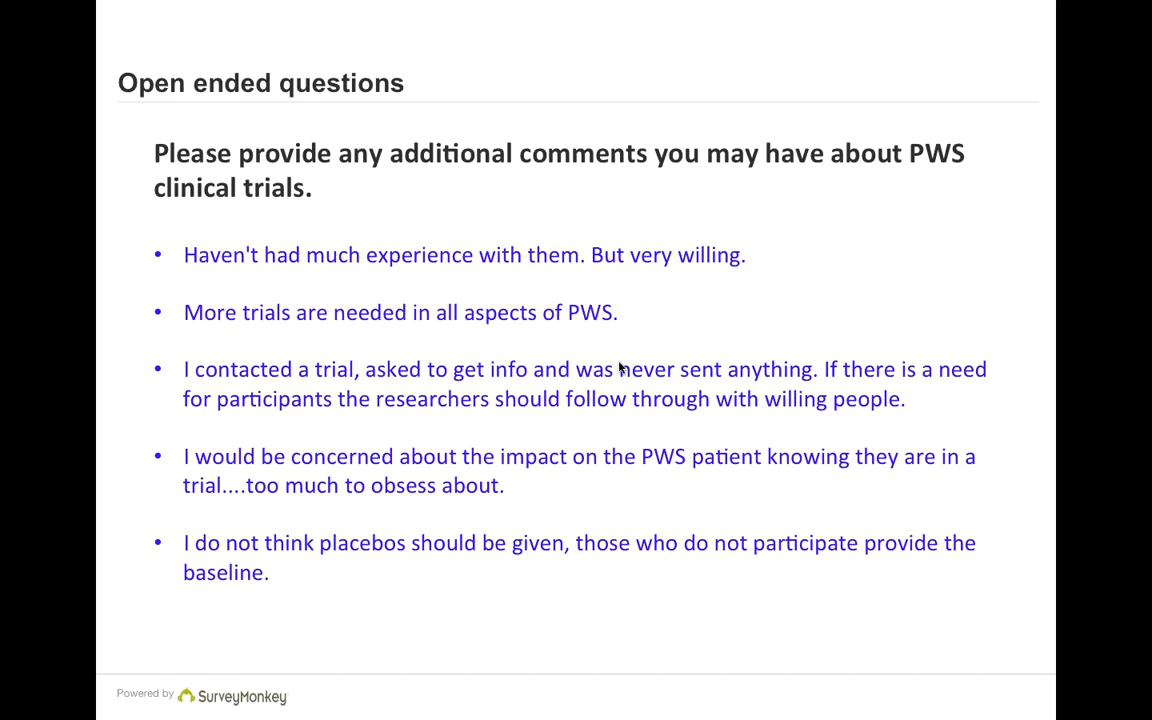 Open ended questions
Please provide any additional comments you may have about PWS
clinical trials.
• Haven't had much experience with them. But very willing.
• More trials are needed in all aspects of PWS.
• I contacted a trial, asked to get info and was never sent anything. If there is a need
for participants the researchers should follow through with willing people.
• I would be concerned about the impact on the PWS patient knowing they are in a
trial....too much to obsess about.
• I do not think placebos should be given, those who do not participate provide the
baseline.
Powered by SurveyMonkey